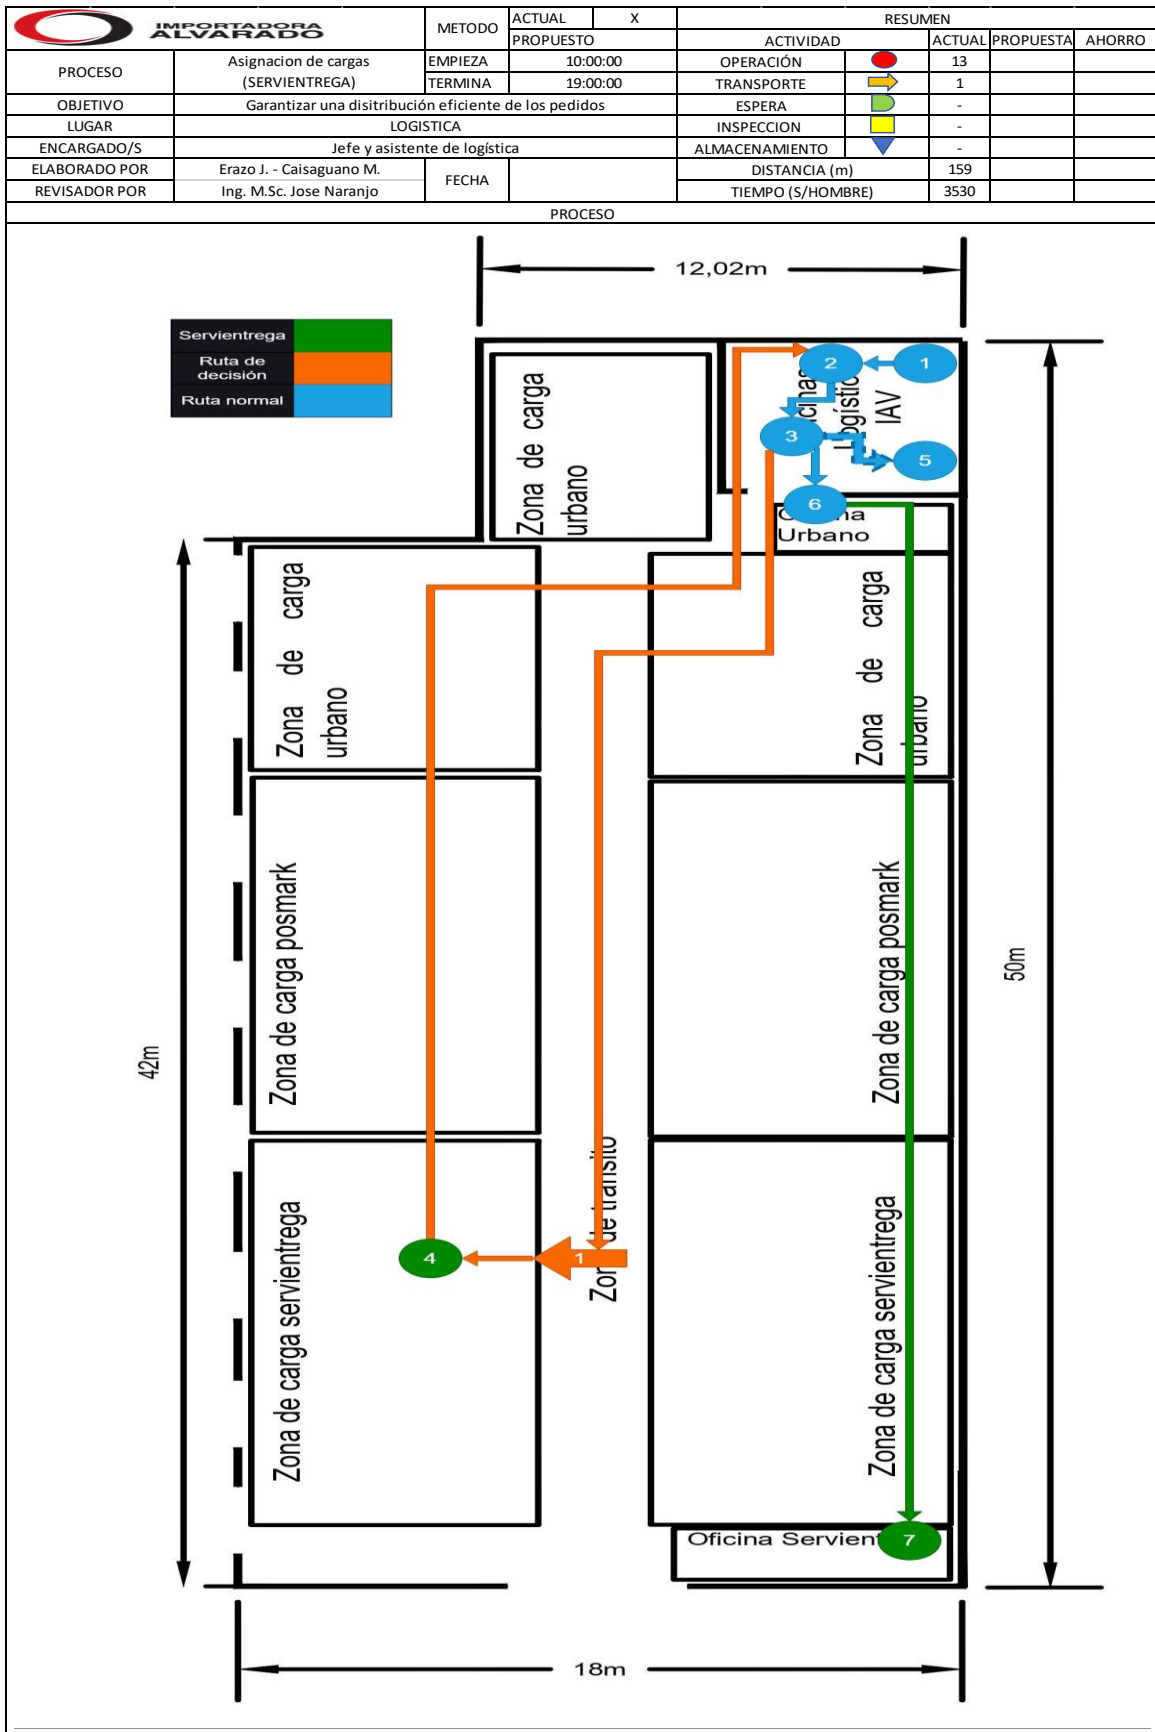 IMPORTADORA
ALVARADO
METODO
ACTUAL X
PROPUESTO
RESUMEN
ACTIVIDAD ACTUAL PROPUESTA AHORRO
PROCESO
Asignacion de cargas
(SERVIENTREGA)
EMPIEZA 10:00:00
TERMINA 19:00:00
OPERACIÓN 13
TRANSPORTE 1
OBJETIVO Garantizar una disitribución eficiente de los pedidos
ESPERA -
LUGAR LOGISTICA
INSPECCION -
ENCARGADO/S Jefe y asistente de logística
ALMACENAMIENTO -
ELABORADO POR Erazo J. - Caisaguano M.
FECHA
DISTANCIA (m) 159
REVISADOR POR Ing. M.Sc. Jose Naranjo
TIEMPO (S/HOMBRE) 3530
PROCESO
12,02m
Servientrega
Ruta de
decisión
Ruta normal
2
1
3
5
6
IAV
Zona de carga
urbano
Urbano
Zona de carga
urbano
Zona de carga
urbano
Zona de carga posmark
Zona de carga posmark
42m
50m
de transito
4
1
Zona de carga servientrega
Zona de carga servientrega
Oficina
7
18m